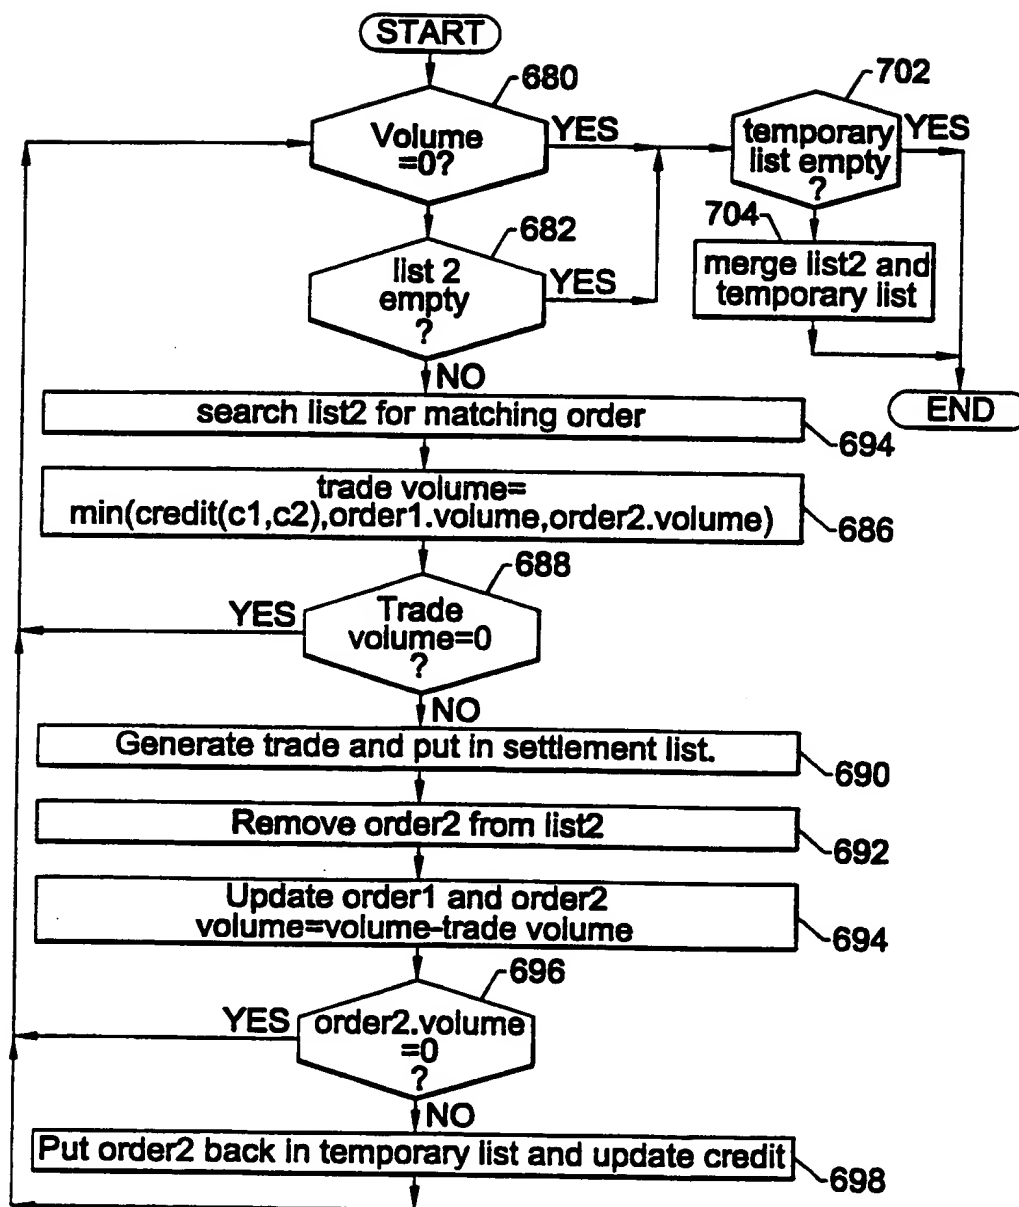 START
680
Volume
=0?
YES
702
temporary
list empty
?
YES
682
list 2
empty
?
YES
704
merge list2 and
temporary list
NO
END
search list2 for matching order
694
trade volume=
min(credit(c1,c2),order1.volume,order2.volume)
686
688
YES
Trade
volume=0
?
NO
Generate trade and put in settlement list.
690
Remove order2 from list2
692
Update order1 and order2
volume=volume-trade volume
694
696
YES
order2.volume
=0
?
NO
Put order2 back in temporary list and update credit
698